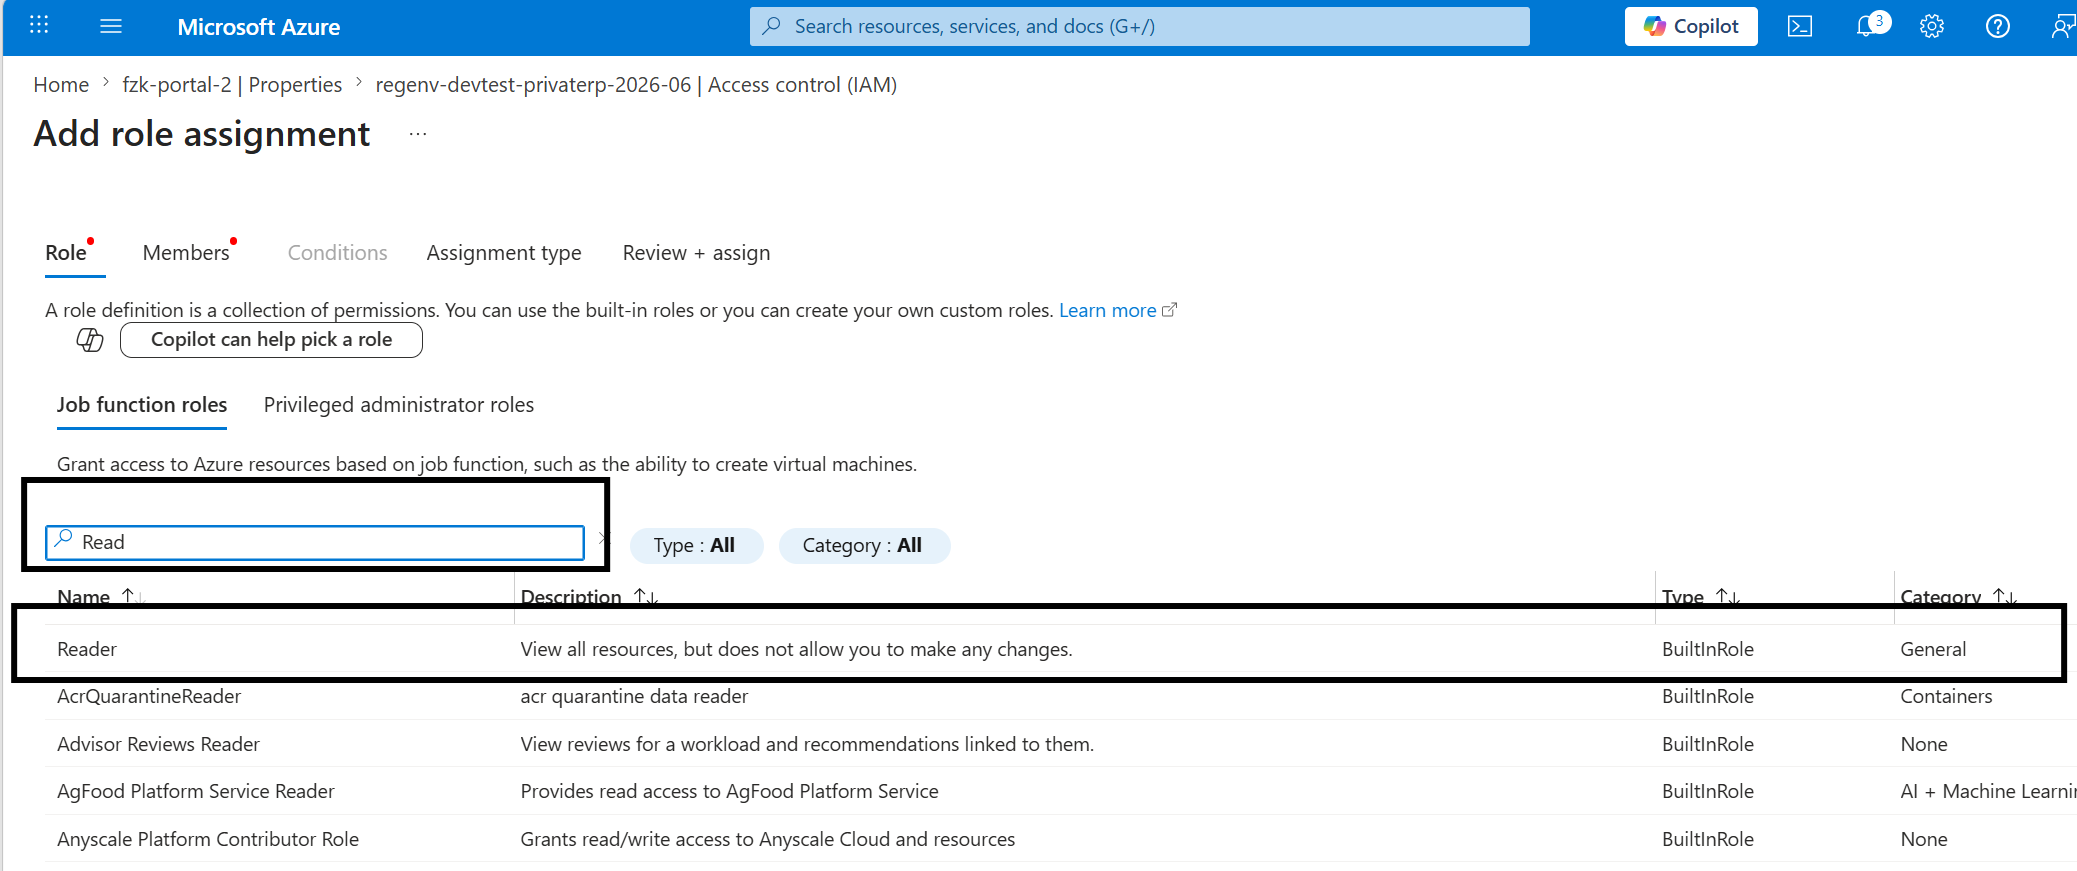 Microsoft Azure
Search resources, services, and docs (G+/)
Copilot
3
Home > fzk-portal-2 | Properties > regenv-devtest-privaterp-2026-06 | Access control (IAM)
Add role assignment ...
Role Members Conditions Assignment type Review + assign
A role definition is a collection of permissions. You can use the built-in roles or you can create your own custom roles. Learn more
Copilot can help pick a role
Job function roles Privileged administrator roles
Grant access to Azure resources based on job function, such as the ability to create virtual machines.
Read Type : All Category : All
Name Description Type Category
Reader View all resources, but does not allow you to make any changes. BuiltInRole General
AcrQuarantineReader acr quarantine data reader BuiltInRole Containers
Advisor Reviews Reader View reviews for a workload and recommendations linked to them. BuiltInRole None
AgFood Platform Service Reader Provides read access to AgFood Platform Service BuiltInRole AI + Machine Learnin
Anyscale Platform Contributor Role Grants read/write access to Anyscale Cloud and resources BuiltInRole None